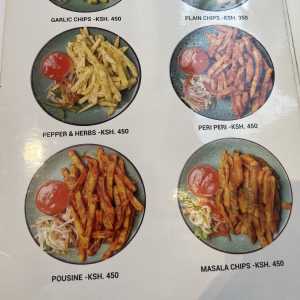 GARLIC CHIPS -KSH. 450
PLAIN CHIPS -KSH. 350
PEPPER & HERBS -KSH. 450
PERI PERI -KSH. 450
POUSINE -KSH. 450
MASALA CHIPS -KSH. 450